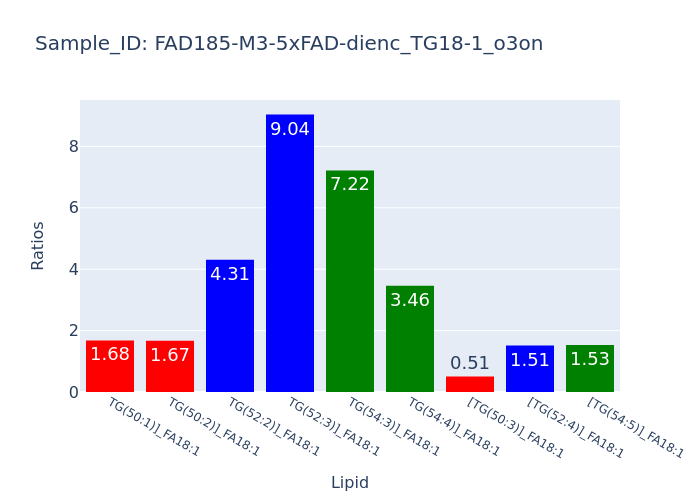 Sample_ID: FAD185-M3-5xFAD-dienc_TG18-1_o3on
Ratios
8
6
4
2
0
1.68
1.67
4.31
9.04
7.22
3.46
0.51
1.51
1.53
TG(50:1)]_FA18:1
TG(50:2)]_FA18:1
TG(52:2)]_FA18:1
TG(52:3)]_FA18:1
TG(54:3)]_FA18:1
TG(54:4)]_FA18:1
[TG(50:3)]_FA18:1
[TG(52:4)]_FA18:1
[TG(54:5)]_FA18:1
Lipid